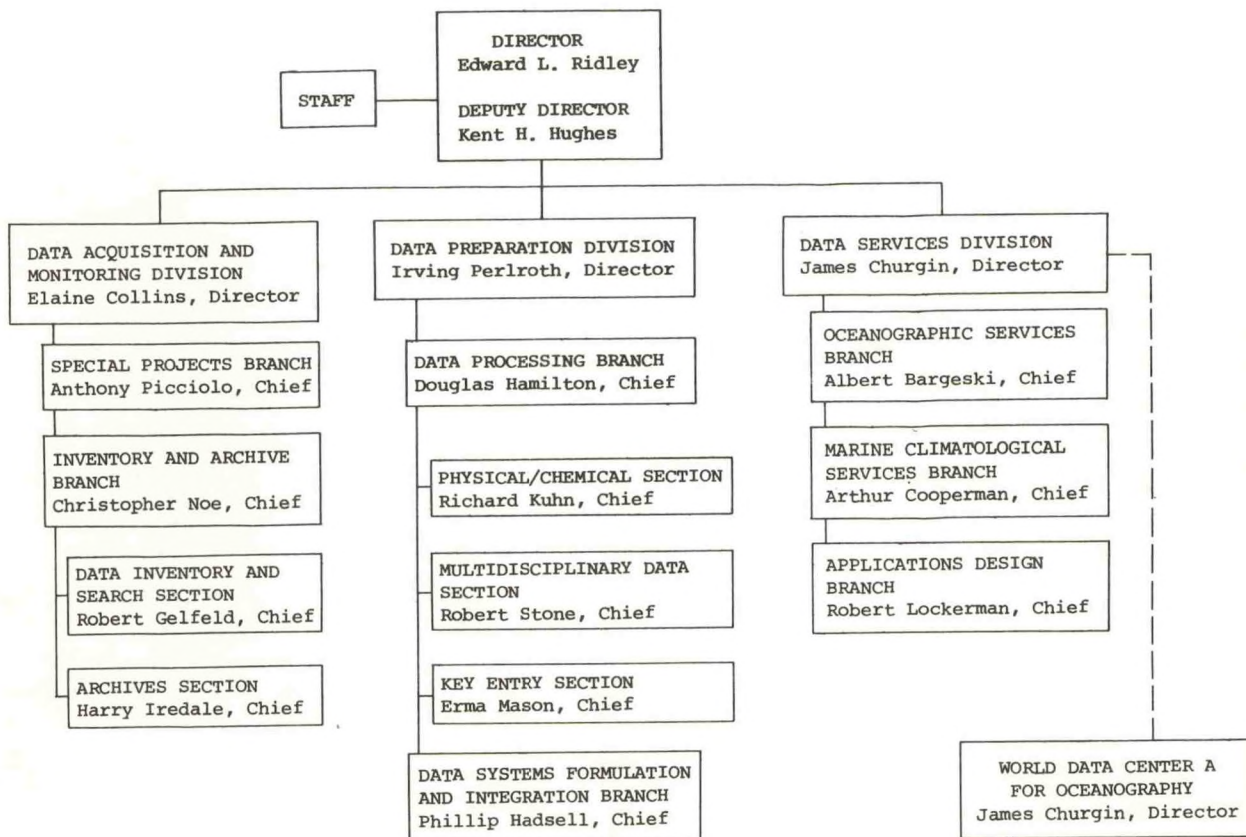 DIRECTOR
Edward L. Ridley
DEPUTY DIRECTOR
Kent H. Hughes
STAFF
DATA ACQUISITION AND
MONITORING DIVISION
Elaine Collins, Director
SPECIAL PROJECTS BRANCH
Anthony Picciolo, Chief
INVENTORY AND ARCHIVE
BRANCH
Christopher Noe, Chief
DATA INVENTORY AND
SEARCH SECTION
Robert Gelfeld, Chief
ARCHIVES SECTION
Harry Iredale, Chief
DATA PREPARATION DIVISION
Irving Perlroth, Director
DATA PROCESSING BRANCH
Douglas Hamilton, Chief
PHYSICAL/CHEMICAL SECTION
Richard Kuhn, Chief
MULTIDISCIPLINARY DATA
SECTION
Robert Stone, Chief
KEY ENTRY SECTION
Erma Mason, Chief
DATA SYSTEMS FORMULATION
AND INTEGRATION BRANCH
Phillip Hadsell, Chief
DATA SERVICES DIVISION
James Churgin, Director
OCEANOGRAPHIC SERVICES
BRANCH
Albert Bargeski, Chief
MARINE CLIMATOLOGICAL
SERVICES BRANCH
Arthur Cooperman, Chief
APPLICATIONS DESIGN
BRANCH
Robert Lockerman, Chief
WORLD DATA CENTER A
FOR OCEANOGRAPHY
James Churgin, Director